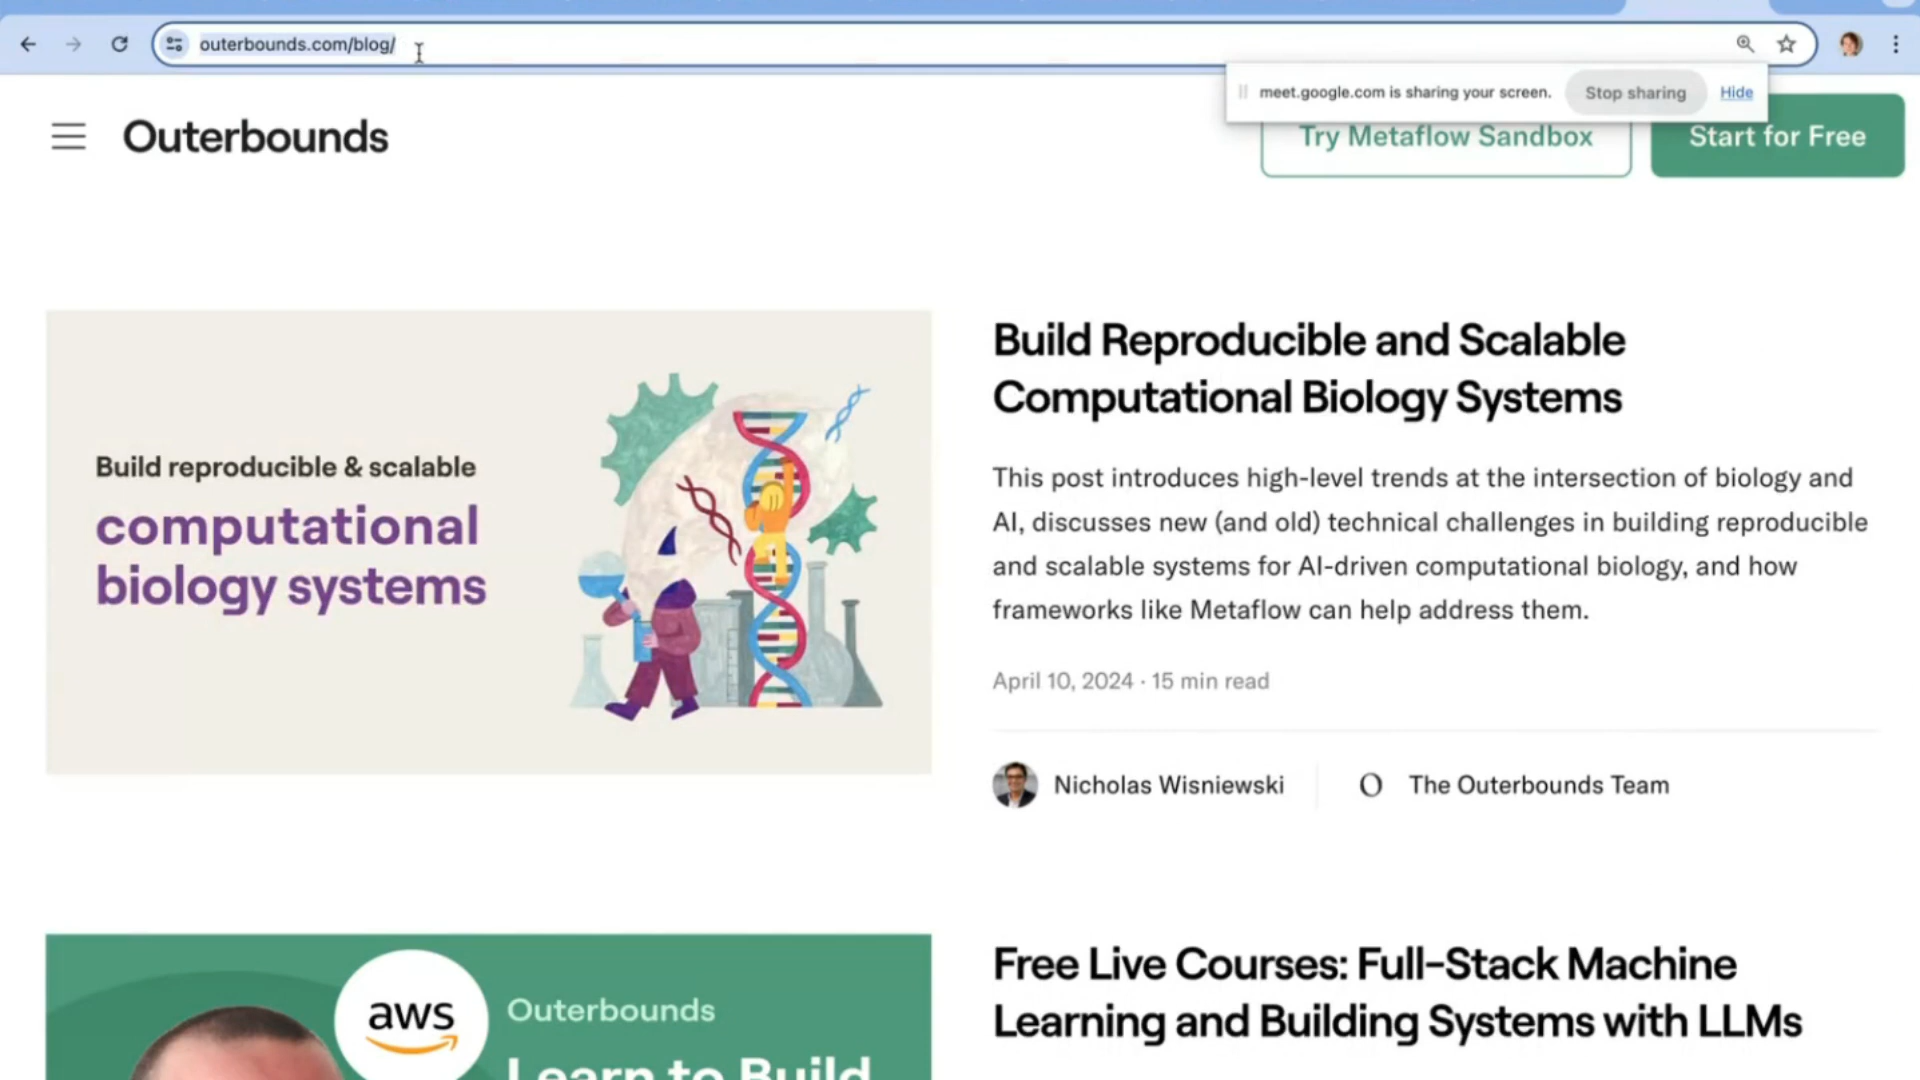 outerbounds.com/blog/
meet.google.com is sharing your screen.
Stop sharing
Hide
Outerbounds
Try Metaflow Sandbox
Start for Free
Build reproducible & scalable
computational
biology systems
Build Reproducible and Scalable
Computational Biology Systems
This post introduces high-level trends at the intersection of biology and
AI, discusses new (and old) technical challenges in building reproducible
and scalable systems for AI-driven computational biology, and how
frameworks like Metaflow can help address them.
April 10, 2024 · 15 min read
Nicholas Wisniewski
The Outerbounds Team
aws
Outerbounds
Learn to Build
Free Live Courses: Full-Stack Machine
Learning and Building Systems with LLMs